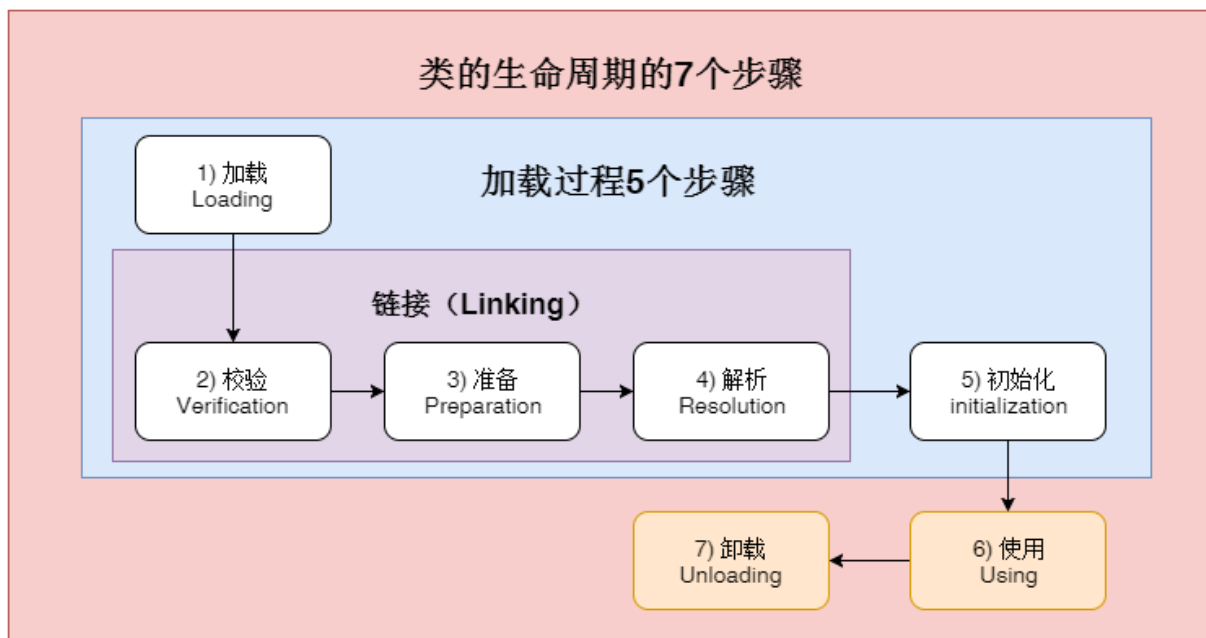 类的生命周期的7个步骤
加载过程5个步骤
1) 加载
Loading
链接（Linking）
2) 校验
Verification
3) 准备
Preparation
4) 解析
Resolution
5) 初始化
initialization
6) 使用
Using
7) 卸载
Unloading